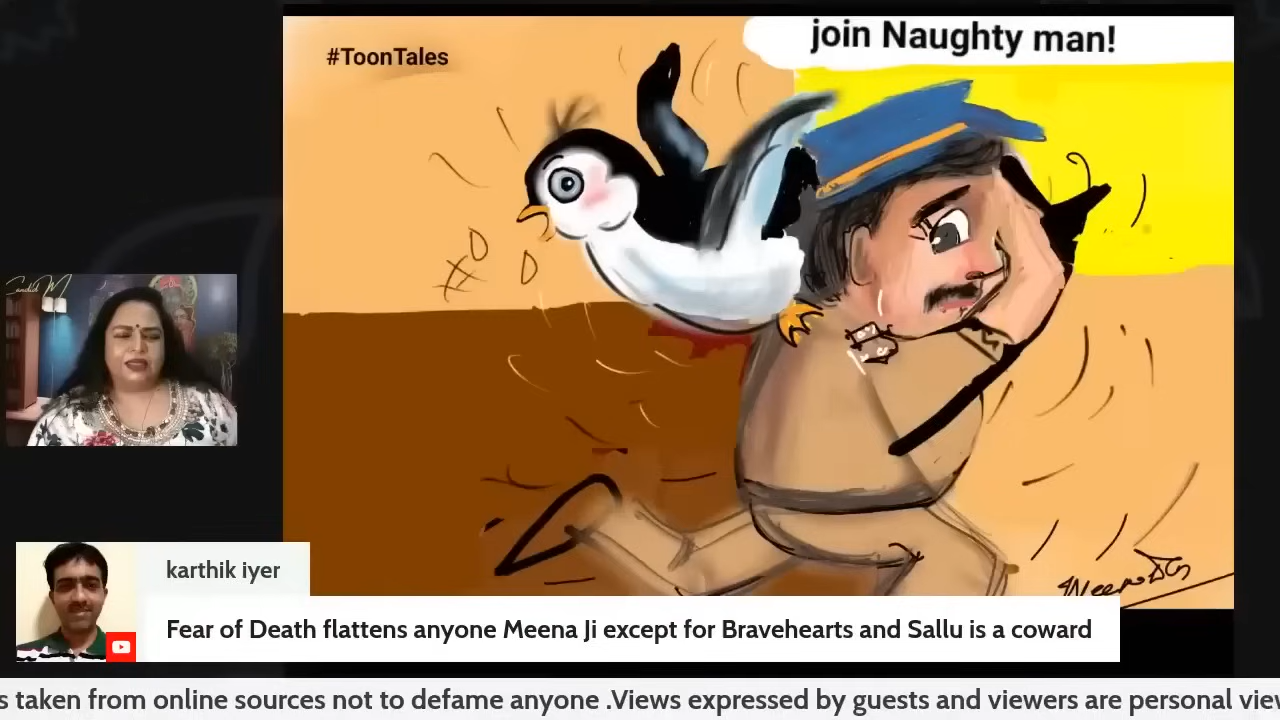 join Naughty man!
#ToonTales
karthik iyer
Fear of Death flattens anyone Meena Ji except for Bravehearts and Sallu is a coward
s taken from online sources not to defame anyone .Views expressed by guests and viewers are personal view